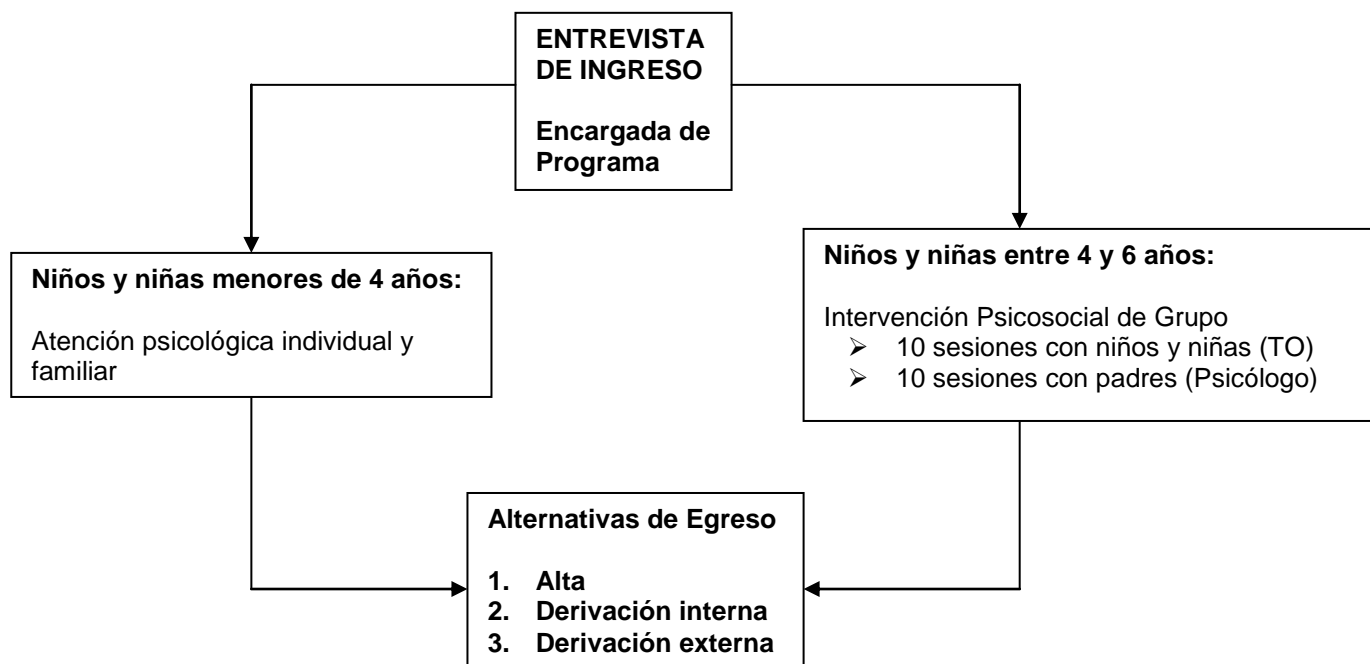 ENTREVISTA
DE INGRESO
Encargada de
Programa
Niños y niñas menores de 4 años:
Atención psicológica individual y
familiar
Niños y niñas entre 4 y 6 años:
Intervención Psicosocial de Grupo
➢ 10 sesiones con niños y niñas (TO)
➢ 10 sesiones con padres (Psicólogo)
Alternativas de Egreso
1. Alta
2. Derivación interna
3. Derivación externa